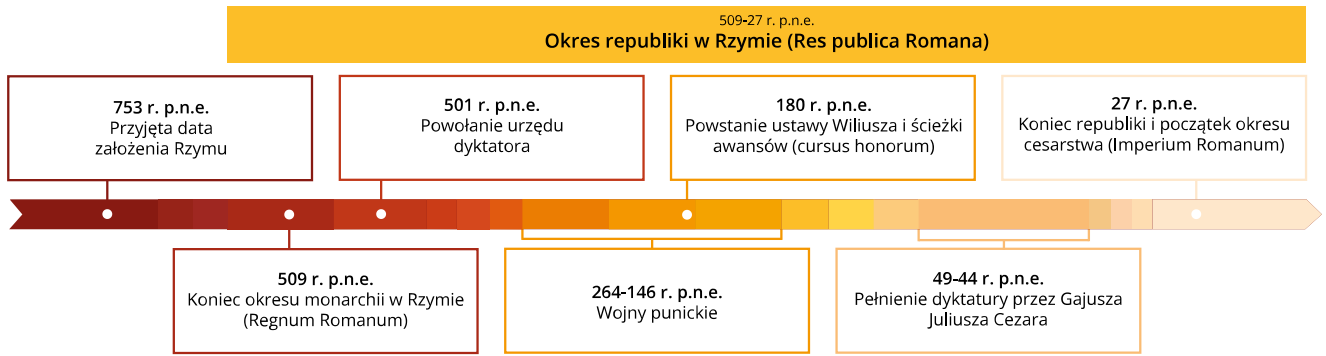 509-27 r. p.n.e.
Okres republiki w Rzymie (Res publica Romana)
753 r. p.n.e.
Przyjęta data
założenia Rzymu
501 r. p.n.e.
Powołanie urzędu
dyktatora
180 r. p.n.e.
Powstanie ustawy Wiliusza i ścieżki
awansów (cursus honorum)
27 r. p.n.e.
Koniec republiki i początek okresu
cesarstwa (Imperium Romanum)
509 r. p.n.e.
Koniec okresu monarchii w Rzymie
(Regnum Romanum)
264-146 r. p.n.e.
Wojny punickie
49-44 r. p.n.e.
Pełnienie dyktatury przez Gajusza
Juliusza Cezara